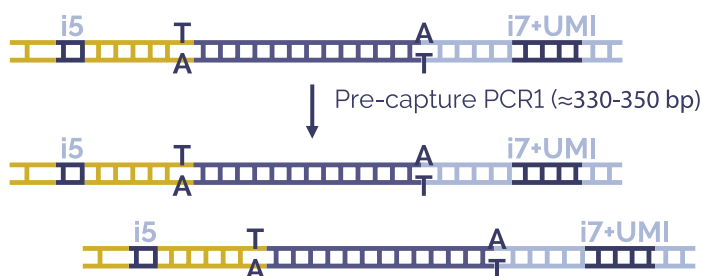 i5 T A i7+UMI
A T
Pre-capture PCR1 (≈330-350 bp)
i5 T A i7+UMI
A T
i5 T A i7+UMI
A T